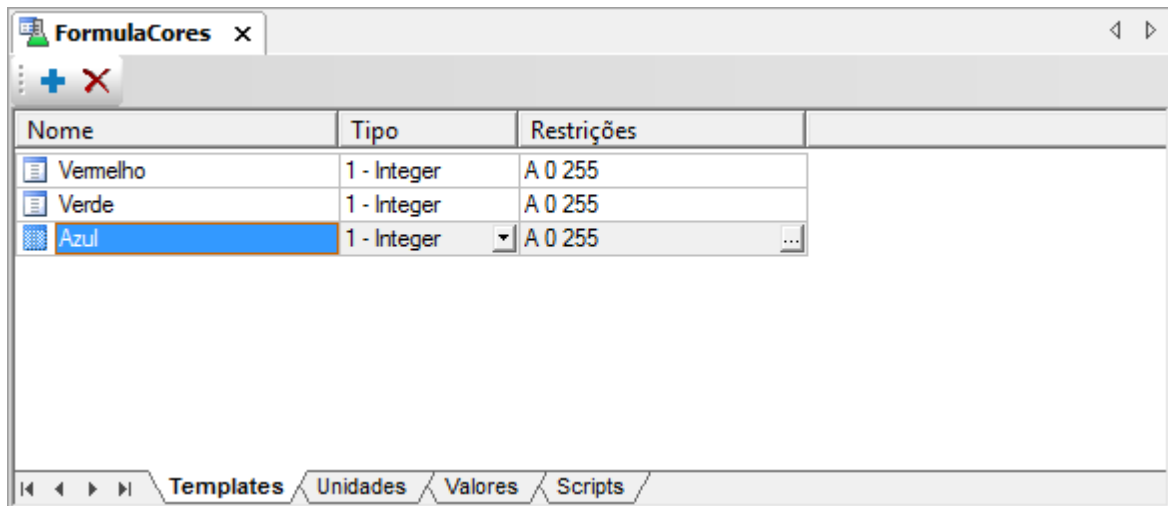 FormulaCores
Nome Tipo Restrições
Vermelho 1 - Integer A 0 255
Verde 1 - Integer A 0 255
Azul 1 - Integer A 0 255 ...
Templates Unidades Valores Scripts